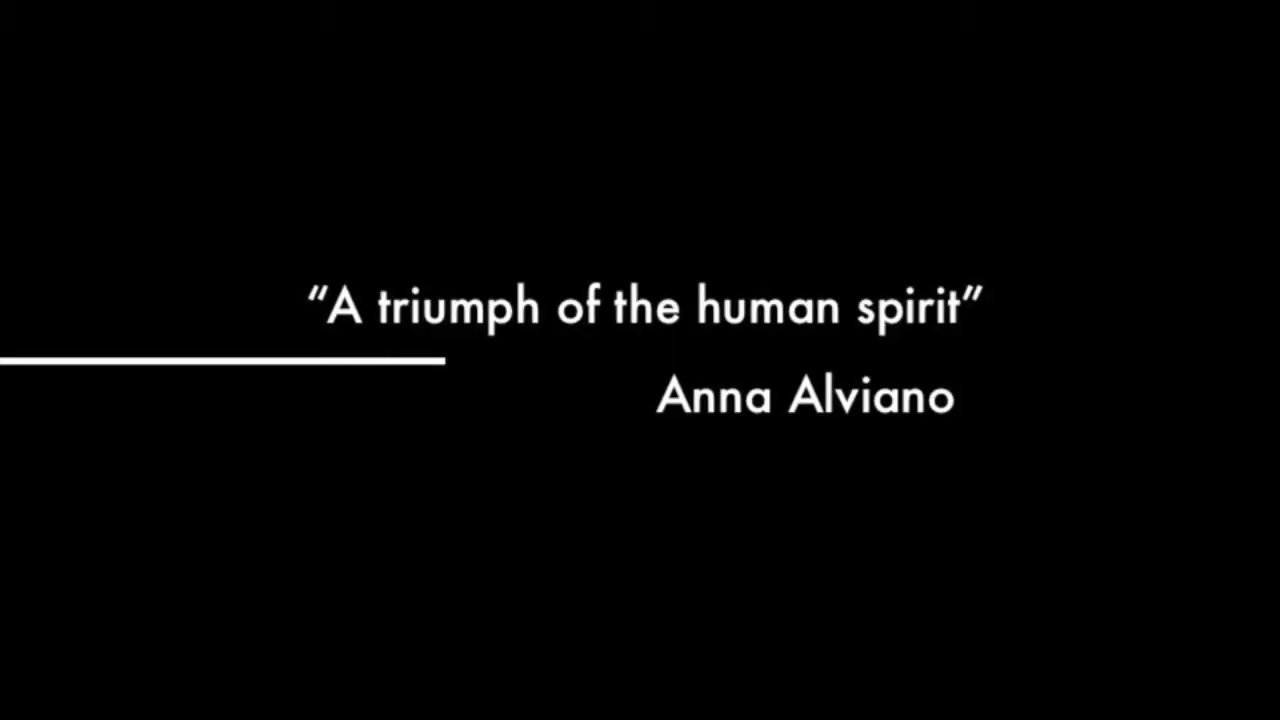 “A triumph of the human spirit”
Anna Alviano